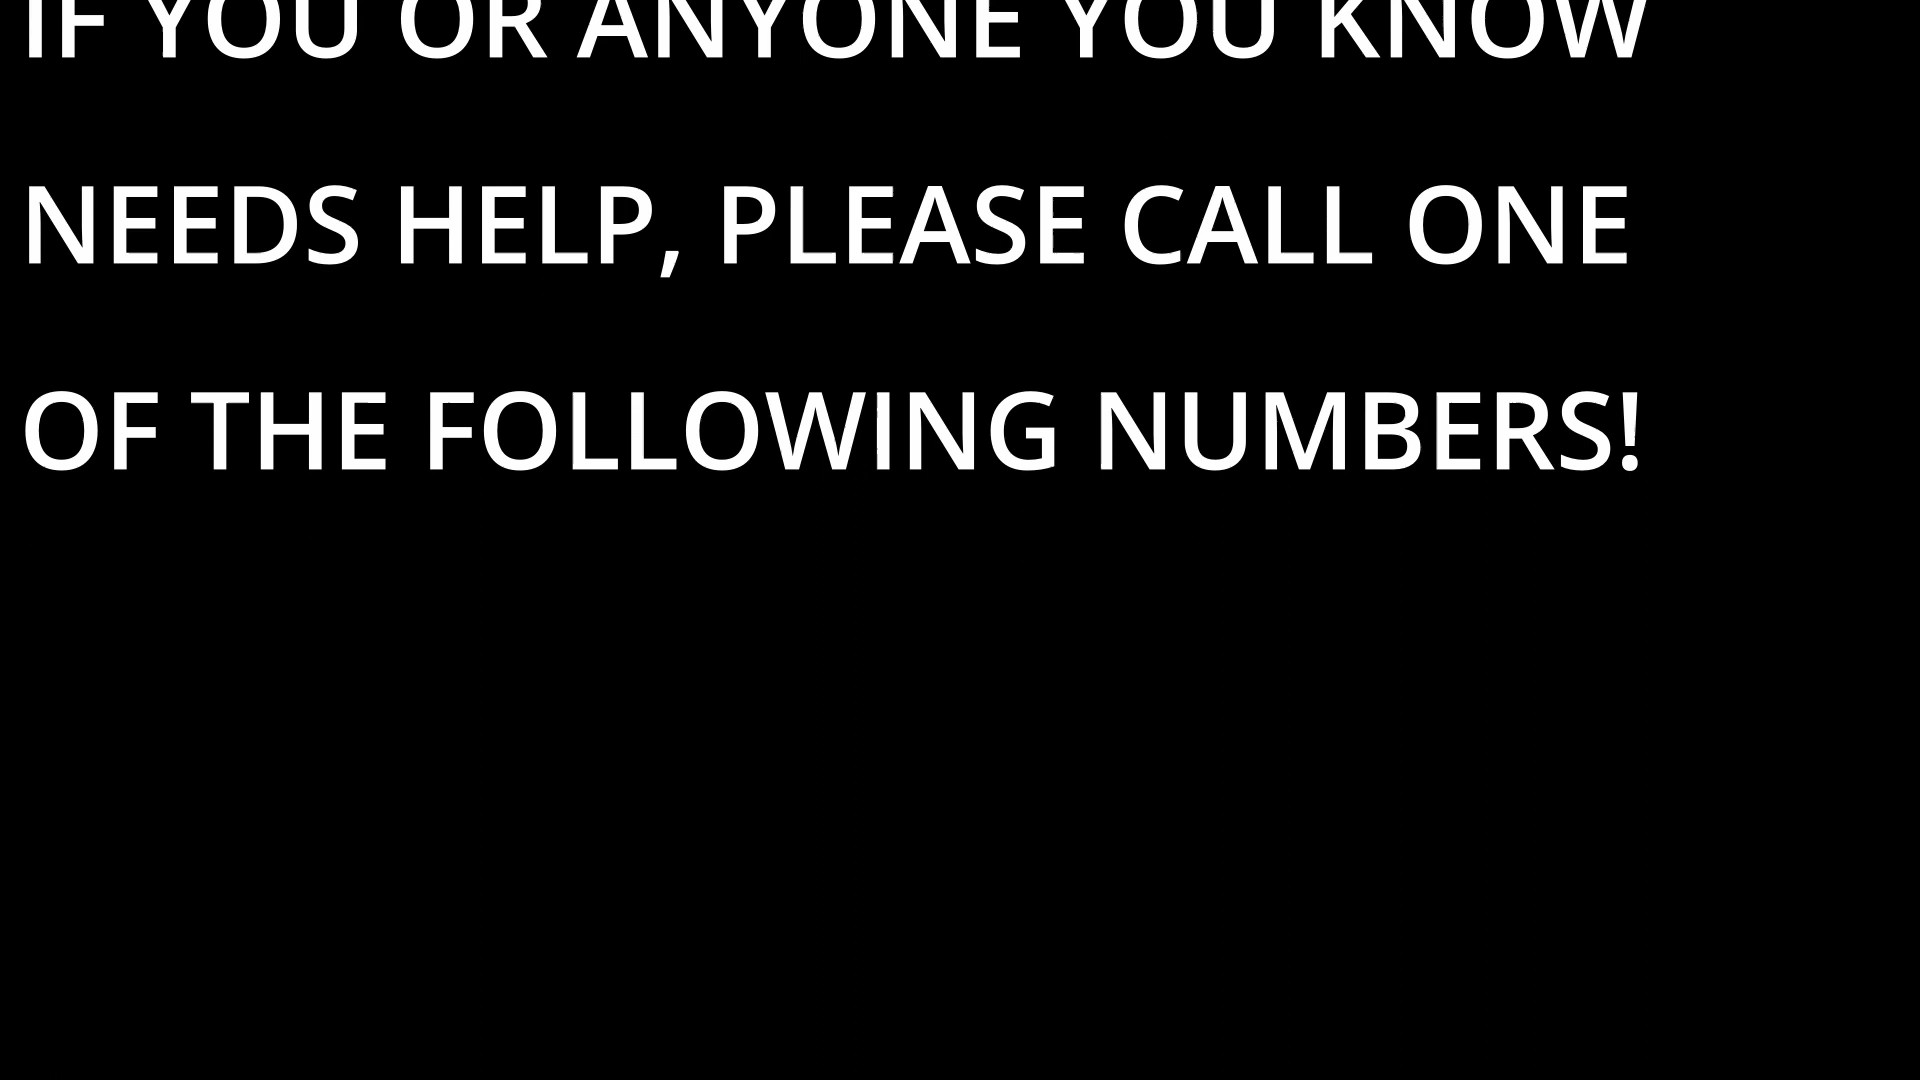 IF YOU OR ANYONE YOU KNOW
NEEDS HELP, PLEASE CALL ONE
OF THE FOLLOWING NUMBERS!